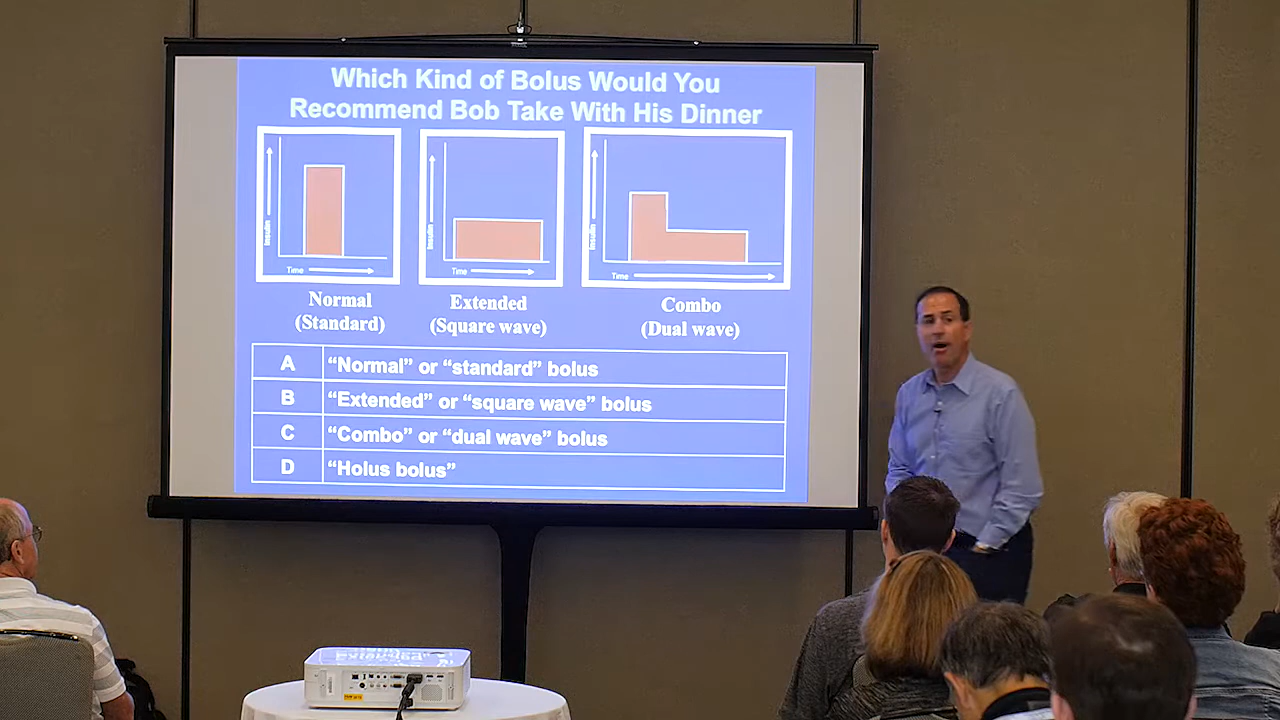 Which Kind of Bolus Would You
Recommend Bob Take With His Dinner
Insulin
Time
Insulin
Time
Insulin
Time
Normal
(Standard)
Extended
(Square wave)
Combo
(Dual wave)
A "Normal" or "standard" bolus
B "Extended" or "square wave" bolus
C "Combo" or "dual wave" bolus
D "Holus bolus"